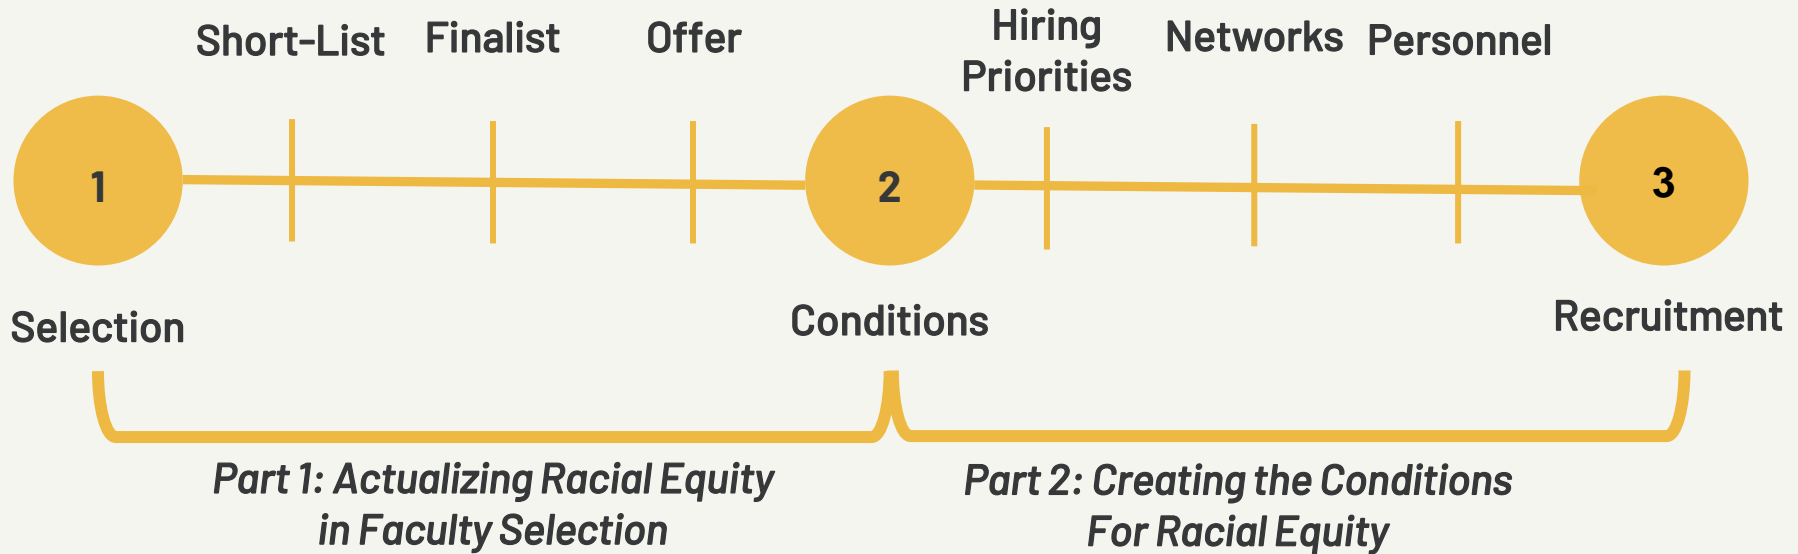 Short-List
Finalist
Offer
Hiring
Priorities
Networks
Personnel
1
2
3
Selection
Conditions
Recruitment
Part 1: Actualizing Racial Equity
in Faculty Selection
Part 2: Creating the Conditions
For Racial Equity